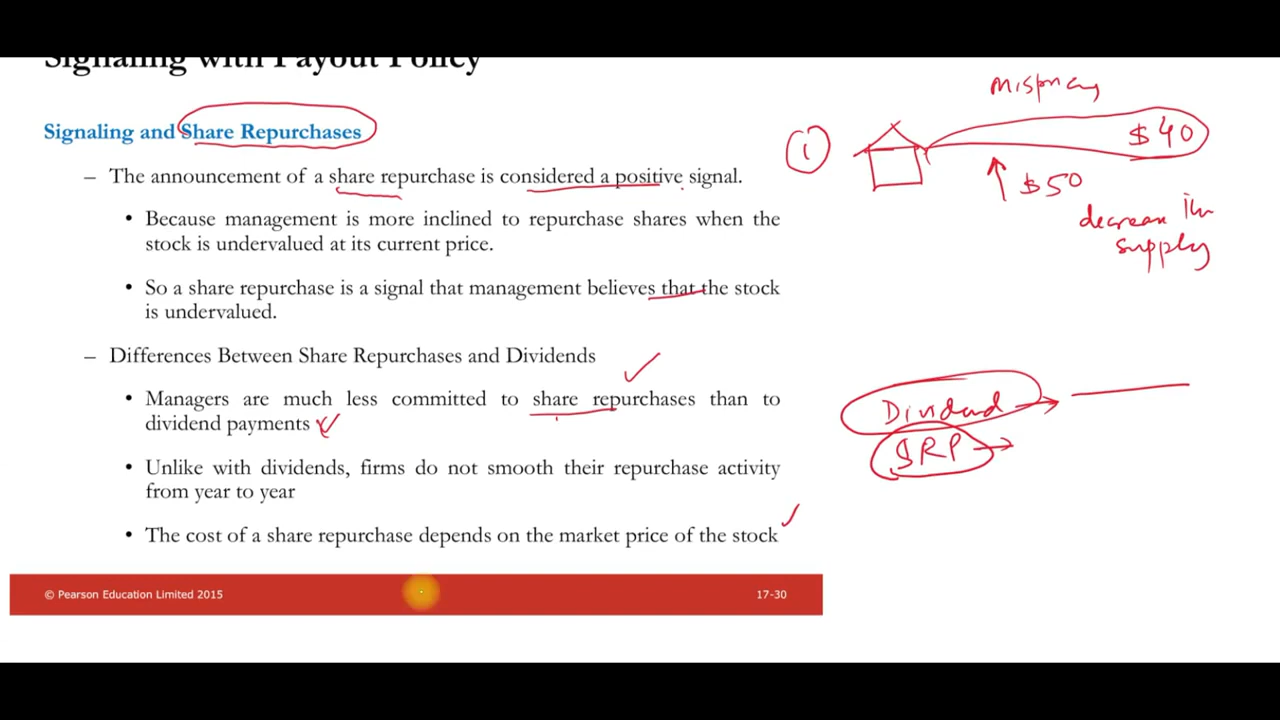 Signaling with Payout Policy
Signaling and Share Repurchases
– The announcement of a share repurchase is considered a positive signal.
• Because management is more inclined to repurchase shares when the
stock is undervalued at its current price.
• So a share repurchase is a signal that management believes that the stock
is undervalued.
– Differences Between Share Repurchases and Dividends
• Managers are much less committed to share repurchases than to
dividend payments
• Unlike with dividends, firms do not smooth their repurchase activity
from year to year
• The cost of a share repurchase depends on the market price of the stock
© Pearson Education Limited 2015
17-30
$40
$50
supply
SRP